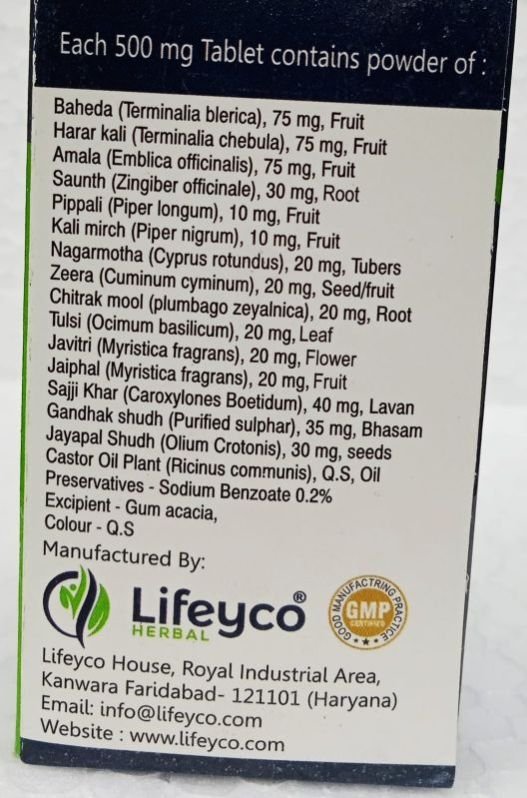 Each 500 mg Tablet contains powder of :
Baheda (Terminalia blerica), 75 mg, Fruit
Harar kali (Terminalia chebula), 75 mg, Fruit
Amala (Emblica officinalis), 75 mg, Fruit
Saunth (Zingiber officinale), 30 mg, Root
Pippali (Piper longum), 10 mg, Fruit
Kali mirch (Piper nigrum), 10 mg, Fruit
Nagarmotha (Cyprus rotundus), 20 mg, Tubers
Zeera (Cuminum cyminum), 20 mg, Seed/fruit
Chitrak mool (plumbago zeyalnica), 20 mg, Root
Tulsi (Ocimum basilicum), 20 mg, Leaf
Javitri (Myristica fragrans), 20 mg, Flower
Jaiphal (Myristica fragrans), 20 mg, Fruit
Sajji Khar (Caroxylones Boetidum), 40 mg, Lavan
Gandhak shudh (Purified sulphar), 35 mg, Bhasam
Jayapal Shudh (Olium Crotonis), 30 mg, seeds
Castor Oil Plant (Ricinus communis), Q.S, Oil
Preservatives - Sodium Benzoate 0.2%
Excipient - Gum acacia,
Colour - Q.S
Manufactured By:
Lifeyco®
HERBAL
GOOD MANUFACTRING PRACTICE
GMP
CERTIFIED
Lifeyco House, Royal Industrial Area,
Kanwara Faridabad- 121101 (Haryana)
Email: info@lifeyco.com
Website : www.lifeyco.com